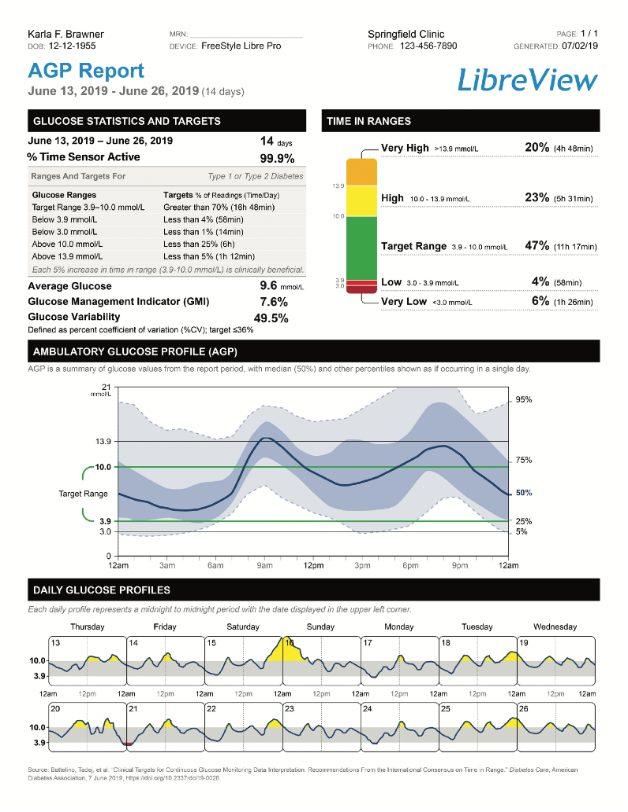 Karla F. Brawner
DOB: 12-12-1955
MRN:
DEVICE: FreeStyle Libre Pro
Springfield Clinic
PHONE: 123-456-7890
PAGE: 1 / 1
GENERATED: 07/02/19
AGP Report
June 13, 2019 - June 26, 2019 (14 days)
LibreView
GLUCOSE STATISTICS AND TARGETS
June 13, 2019 – June 26, 2019 14 days
% Time Sensor Active 99.9%
Ranges And Targets For Type 1 or Type 2 Diabetes
Glucose Ranges Targets % of Readings (Time/Day)
Target Range 3.9–10.0 mmol/L Greater than 70% (16h 48min)
Below 3.9 mmol/L Less than 4% (58min)
Below 3.0 mmol/L Less than 1% (14min)
Above 10.0 mmol/L Less than 25% (6h)
Above 13.9 mmol/L Less than 5% (1h 12min)
Each 5% increase in time in range (3.9-10.0 mmol/L) is clinically beneficial.
Average Glucose 9.6 mmol/L
Glucose Management Indicator (GMI) 7.6%
Glucose Variability 49.5%
Defined as percent coefficient of variation (%CV); target ≤36%
TIME IN RANGES
Very High >13.9 mmol/L 20% (4h 48min)
13.9
High 10.0 - 13.9 mmol/L 23% (5h 31min)
10.0
Target Range 3.9 - 10.0 mmol/L 47% (11h 17min)
3.9
Low 3.0 - 3.9 mmol/L 4% (58min)
3.0
Very Low <3.0 mmol/L 6% (1h 26min)
AMBULATORY GLUCOSE PROFILE (AGP)
AGP is a summary of glucose values from the report period, with median (50%) and other percentiles shown as if occurring in a single day.
21
mmol/L
95%
13.9
75%
10.0
Target Range
50%
3.9
25%
3.0
5%
0
12am 3am 6am 9am 12pm 3pm 6pm 9pm 12am
DAILY GLUCOSE PROFILES
Each daily profile represents a midnight to midnight period with the date displayed in the upper left corner.
Thursday Friday Saturday Sunday Monday Tuesday Wednesday
13 14 15 16 17 18 19
10.0
3.9
12am 12pm 12am 12pm 12am 12pm 12am 12pm 12am 12pm 12am 12pm 12am 12pm 12am
20 21 22 23 24 25 26
10.0
3.9
Source: Battelino, Tadej, et al. "Clinical Targets for Continuous Glucose Monitoring Data Interpretation: Recommendations From the International Consensus on Time in Range." Diabetes Care, American
Diabetes Association, 7 June 2019, https://doi.org/10.2337/dci19-0028.